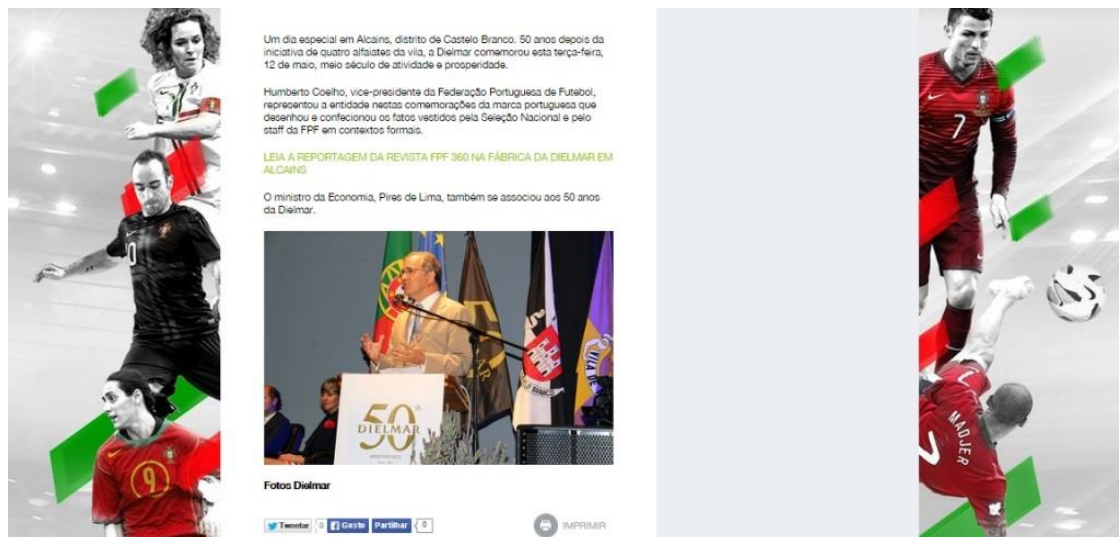 Um dia especial em Alcains, distrito de Castelo Branco. 50 anos depois da
iniciativa de quatro alfaiates da vila, a Dielmar comemorou esta terça-feira,
12 de maio, meio século de atividade e prosperidade.
Humberto Coelho, vice-presidente da Federação Portuguesa de Futebol,
representou a entidade nestas comemorações da marca portuguesa que
desenhou e confecionou os fatos vestidos pela Seleção Nacional e pelo
staff da FPF em contextos formais.
LEIA A REPORTAGEM DA REVISTA FPF 360 NA FÁBRICA DA DIELMAR EM
ALCAINS
O ministro da Economia, Pires de Lima, também se associou aos 50 anos
da Dielmar.
50
DIELMAR
VILA DE
Fotos Dielmar
Tweetar 0 Gosto Partilhar 0
IMPRIMIR
10
9
7
MADJER
7